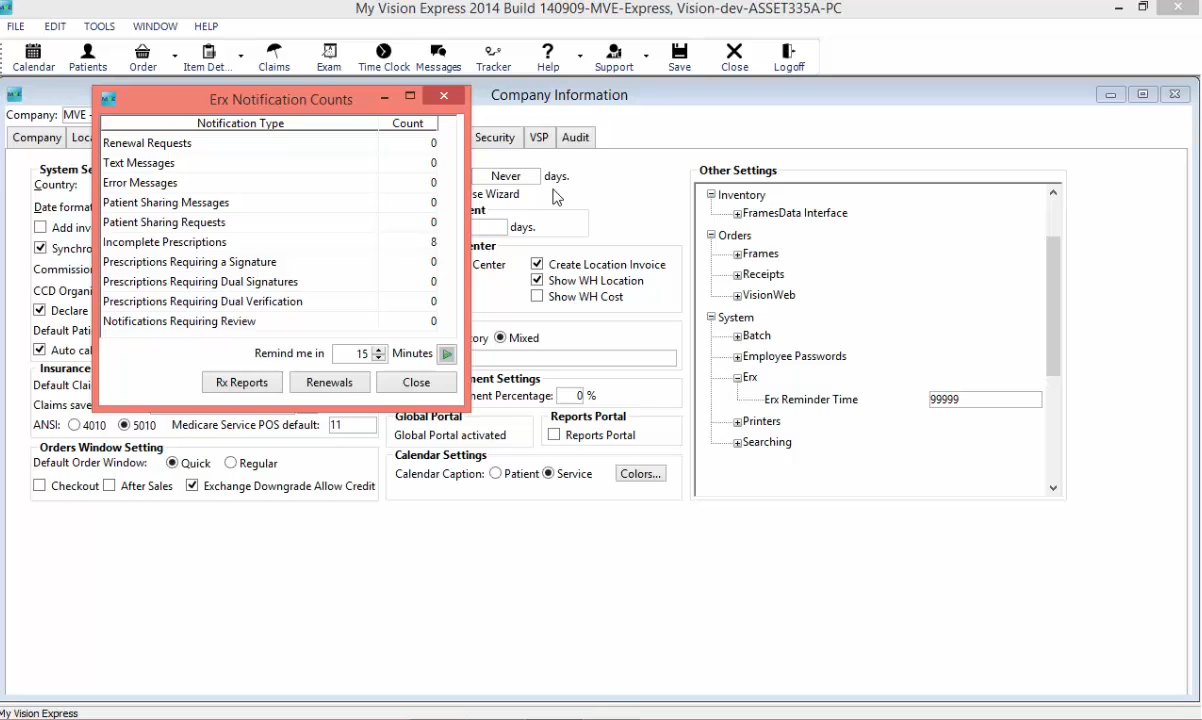 My Vision Express 2014 Build 140909-MVE-Express, Vision-dev-ASSET335A-PC
FILE EDIT TOOLS WINDOW HELP
Calendar Patients Order Item Det... Claims Exam Time Clock Messages Tracker Help Support Save Close Logoff
Company Information
Company: MVE -
Company Loca Security VSP Audit
Erx Notification Counts
Notification Type Count
Renewal Requests 0
Text Messages 0
Error Messages 0
Patient Sharing Messages 0
Patient Sharing Requests 0
Incomplete Prescriptions 8
Prescriptions Requiring a Signature 0
Prescriptions Requiring Dual Signatures 0
Prescriptions Requiring Dual Verification 0
Notifications Requiring Review 0
Remind me in 15 Minutes
Rx Reports Renewals Close
System Se
Country:
Date format
Add inv
Synchro
Commission
CCD Organi
Declare
Default Pati
Auto cal
Insurance
Default Clai
Claims save
ANSI: 4010 5010 Medicare Service POS default: 11
Orders Window Setting
Default Order Window: Quick Regular
Checkout After Sales Exchange Downgrade Allow Credit
Never days.
se Wizard
ent
days.
enter
Center Create Location Invoice
Show WH Location
Show WH Cost
ory Mixed
ment Settings
ment Percentage: 0 %
Global Portal
Global Portal activated
Reports Portal
Reports Portal
Calendar Settings
Calendar Caption: Patient Service Colors...
Other Settings
Inventory
FramesData Interface
Orders
Frames
Receipts
VisionWeb
System
Batch
Employee Passwords
Erx
Erx Reminder Time 99999
Printers
Searching
My Vision Express